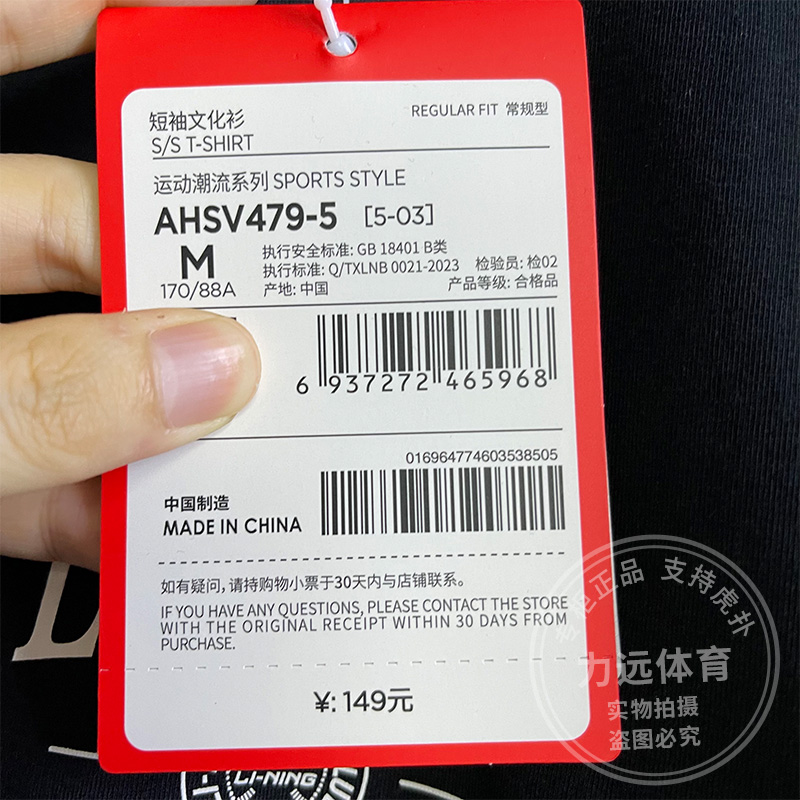 短袖文化衫
S/S T-SHIRT
REGULAR FIT 常规型
运动潮流系列 SPORTS STYLE
AHSV479-5 [5-03]
M
170/88A
执行安全标准: GB 18401 B类
执行标准: Q/TXLNB 0021-2023 检验员: 检02
产地: 中国
产品等级: 合格品
6 937272 465968
016964774603538505
中国制造
MADE IN CHINA
如有疑问,请持购物小票于30天内与店铺联系。
IF YOU HAVE ANY QUESTIONS, PLEASE CONTACT THE STORE
WITH THE ORIGINAL RECEIPT WITHIN 30 DAYS FROM
PURCHASE.
¥: 149元
专柜正品 支持虎扑
力远体育
实物拍摄
盗图必究
LI-NING